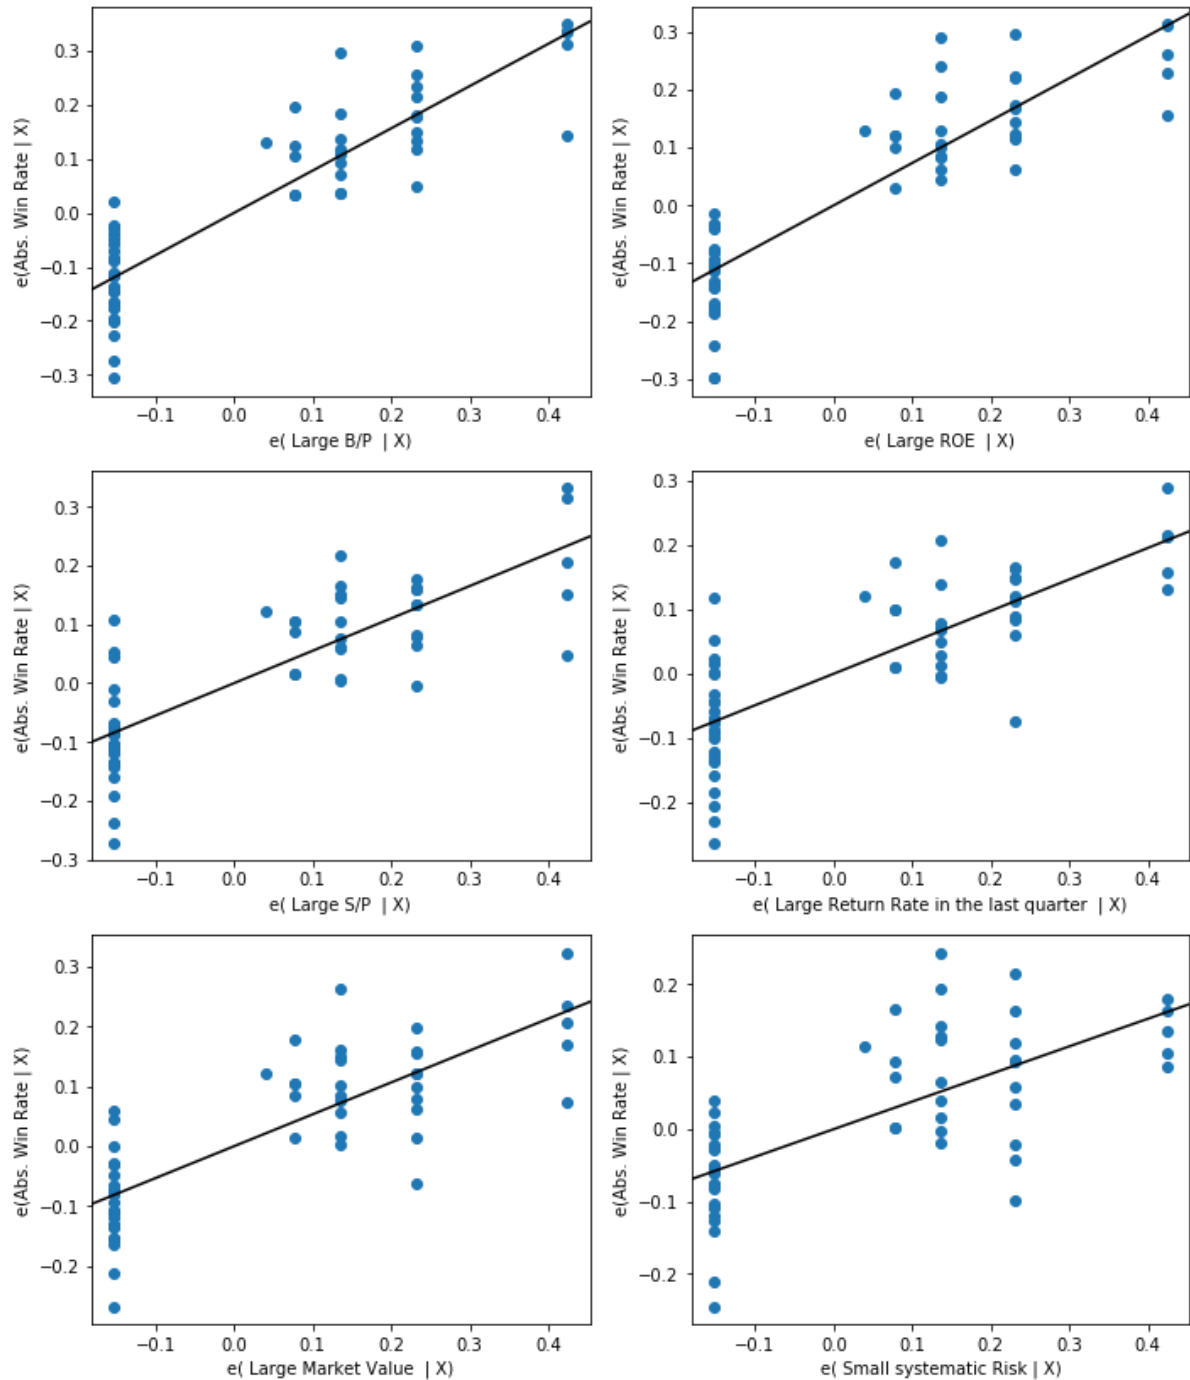 0.3
0.2
0.1
0.0
−0.1
−0.2
−0.3
e(Abs. Win Rate | X)
−0.1 0.0 0.1 0.2 0.3 0.4
e( Large B/P | X)
0.3
0.2
0.1
0.0
−0.1
−0.2
−0.3
e(Abs. Win Rate | X)
−0.1 0.0 0.1 0.2 0.3 0.4
e( Large ROE | X)
0.3
0.2
0.1
0.0
−0.1
−0.2
−0.3
e(Abs. Win Rate | X)
−0.1 0.0 0.1 0.2 0.3 0.4
e( Large S/P | X)
0.3
0.2
0.1
0.0
−0.1
−0.2
e(Abs. Win Rate | X)
−0.1 0.0 0.1 0.2 0.3 0.4
e( Large Return Rate in the last quarter | X)
0.3
0.2
0.1
0.0
−0.1
−0.2
e(Abs. Win Rate | X)
−0.1 0.0 0.1 0.2 0.3 0.4
e( Large Market Value | X)
0.2
0.1
0.0
−0.1
−0.2
e(Abs. Win Rate | X)
−0.1 0.0 0.1 0.2 0.3 0.4
e( Small systematic Risk | X)